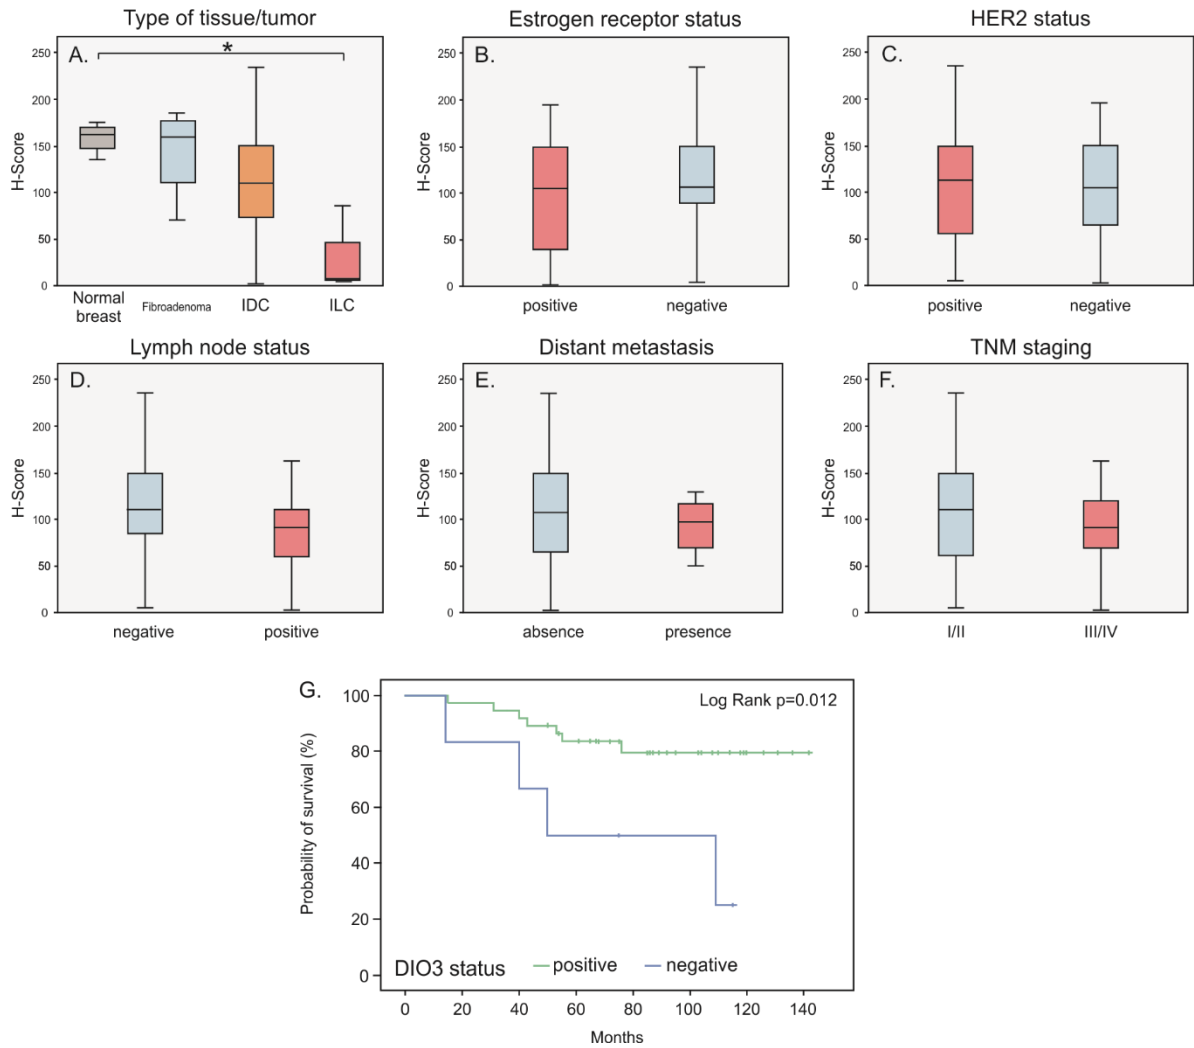 Type of tissue/tumor
A.
*
H-Score
250
200
150
100
50
0
Normal breast
Fibroadenoma
IDC
ILC
Estrogen receptor status
B.
H-Score
250
200
150
100
50
0
positive
negative
HER2 status
C.
H-Score
250
200
150
100
50
0
positive
negative
Lymph node status
D.
H-Score
250
200
150
100
50
0
negative
positive
Distant metastasis
E.
H-Score
250
200
150
100
50
0
absence
presence
TNM staging
F.
H-Score
250
200
150
100
50
0
I/II
III/IV
G.
Log Rank p=0.012
Probability of survival (%)
100
80
60
40
20
0
DIO3 status positive negative
0 20 40 60 80 100 120 140
Months